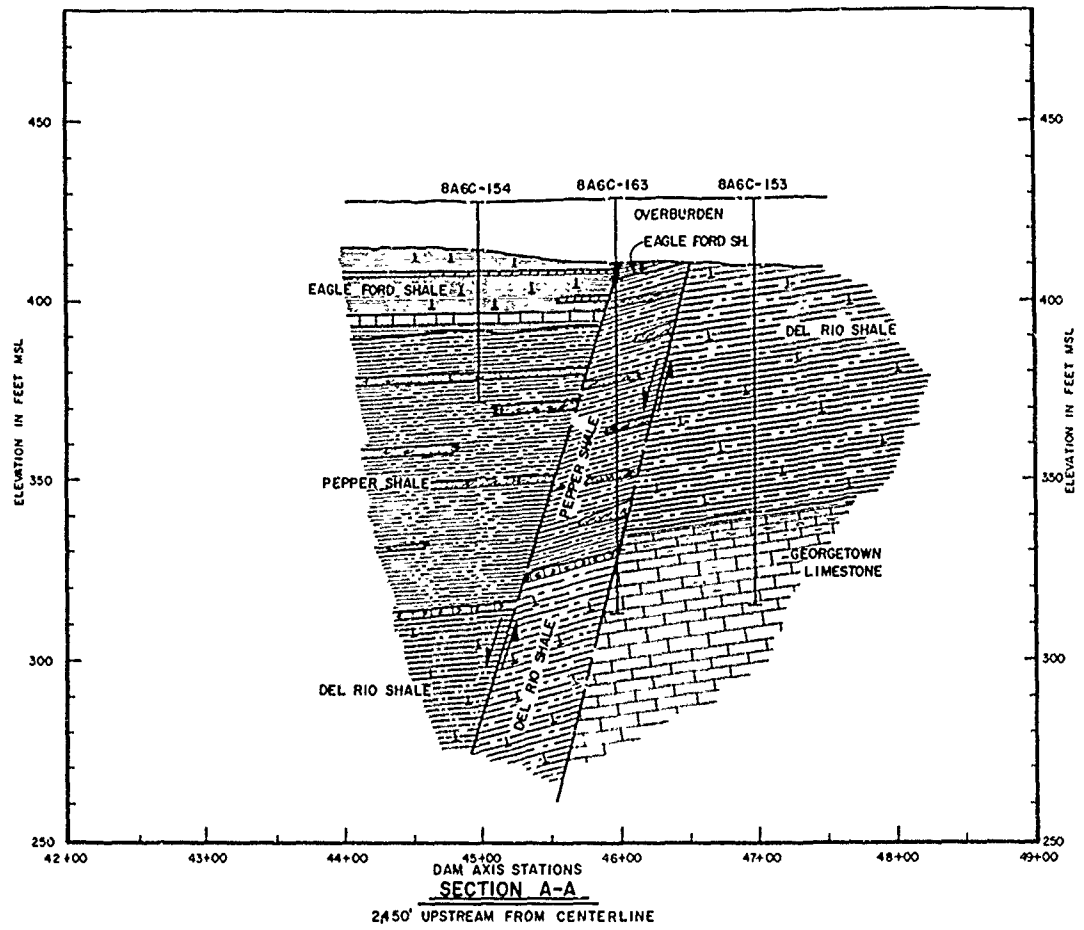 8A6C-154
8A6C-163
8A6C-153
OVERBURDEN
EAGLE FORD SH.
EAGLE FORD SHALE
DEL RIO SHALE
PEPPER SHALE
PEPPER SHALE
GEORGETOWN
LIMESTONE
DEL RIO SHALE
DEL RIO SHALE
ELEVATION IN FEET MSL
450
400
350
300
250
ELEVATION IN FEET MSL
450
400
350
300
250
42+00
43+00
44+00
45+00
46+00
47+00
48+00
49+00
DAM AXIS STATIONS
SECTION A-A
2,450' UPSTREAM FROM CENTERLINE